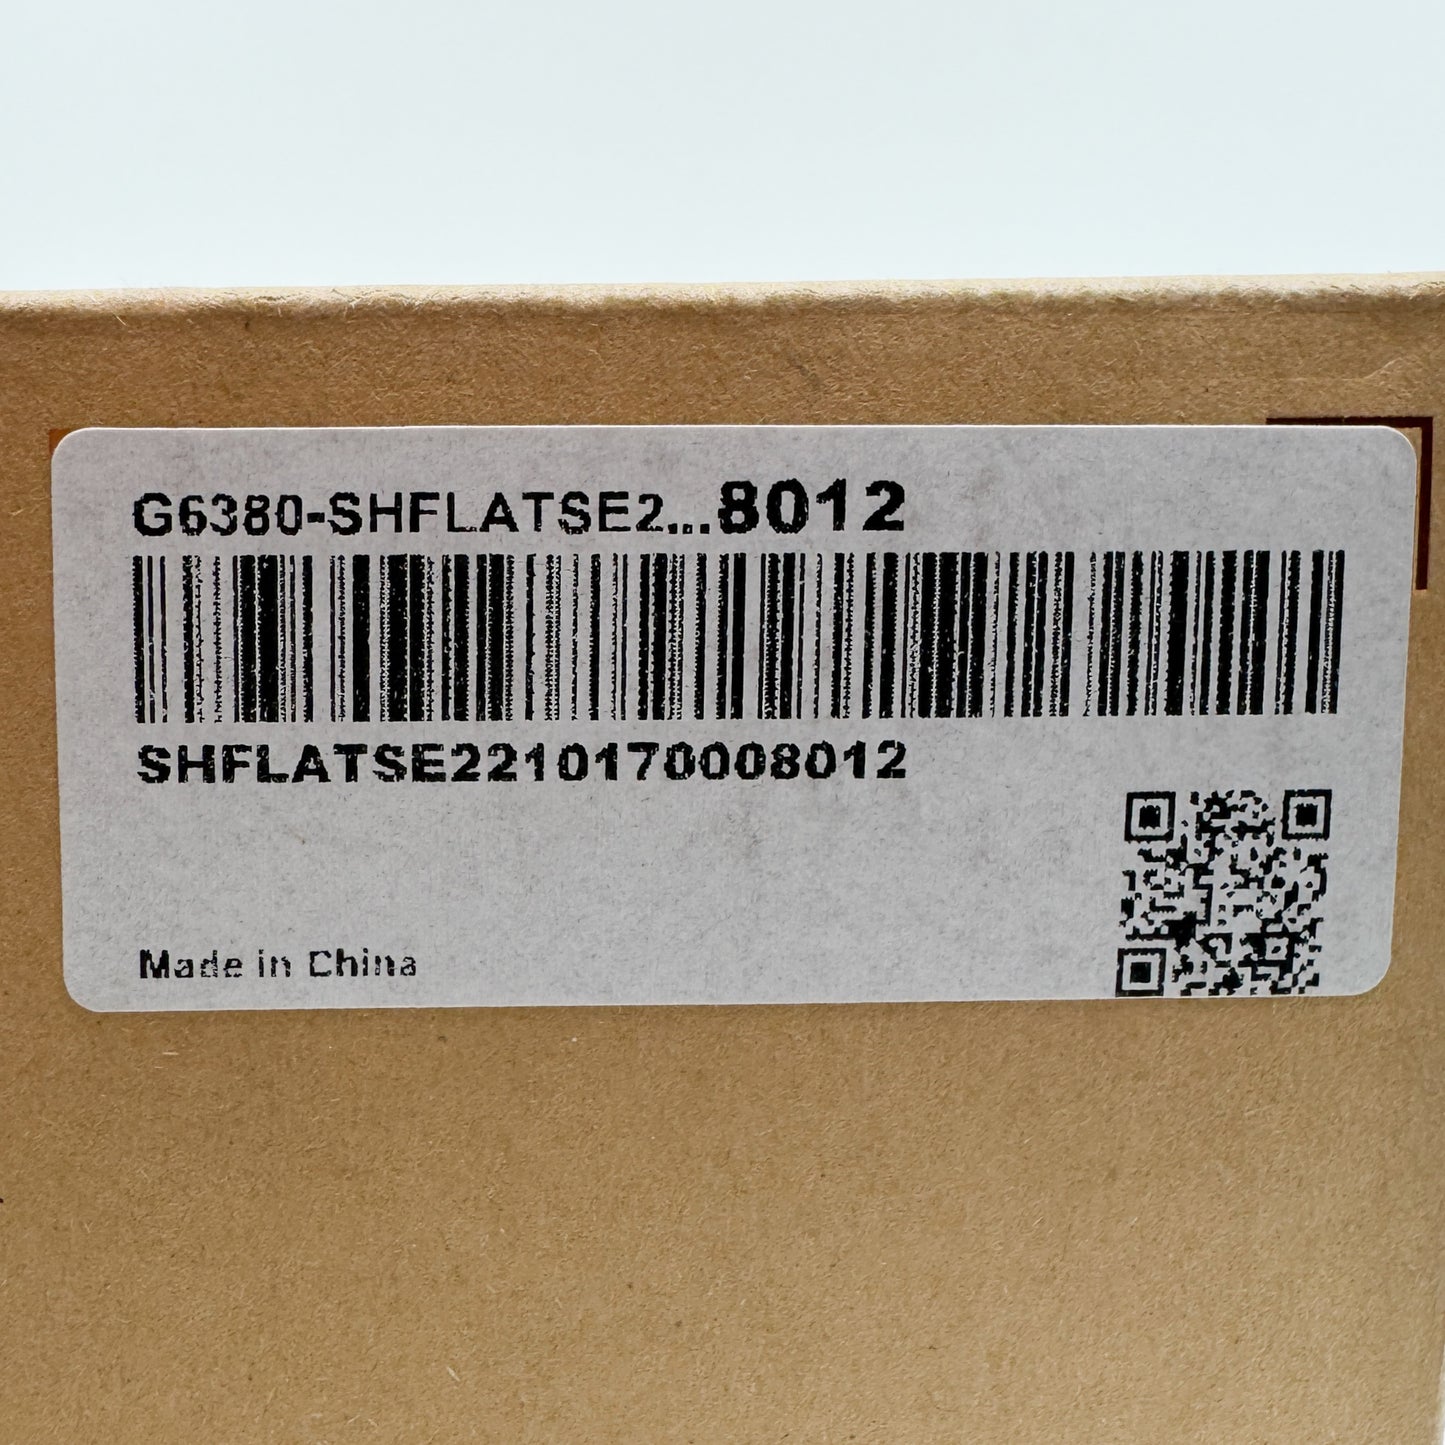 G6380-SHFLATSE2...8012
SHFLATSE2210170008012
Made in China